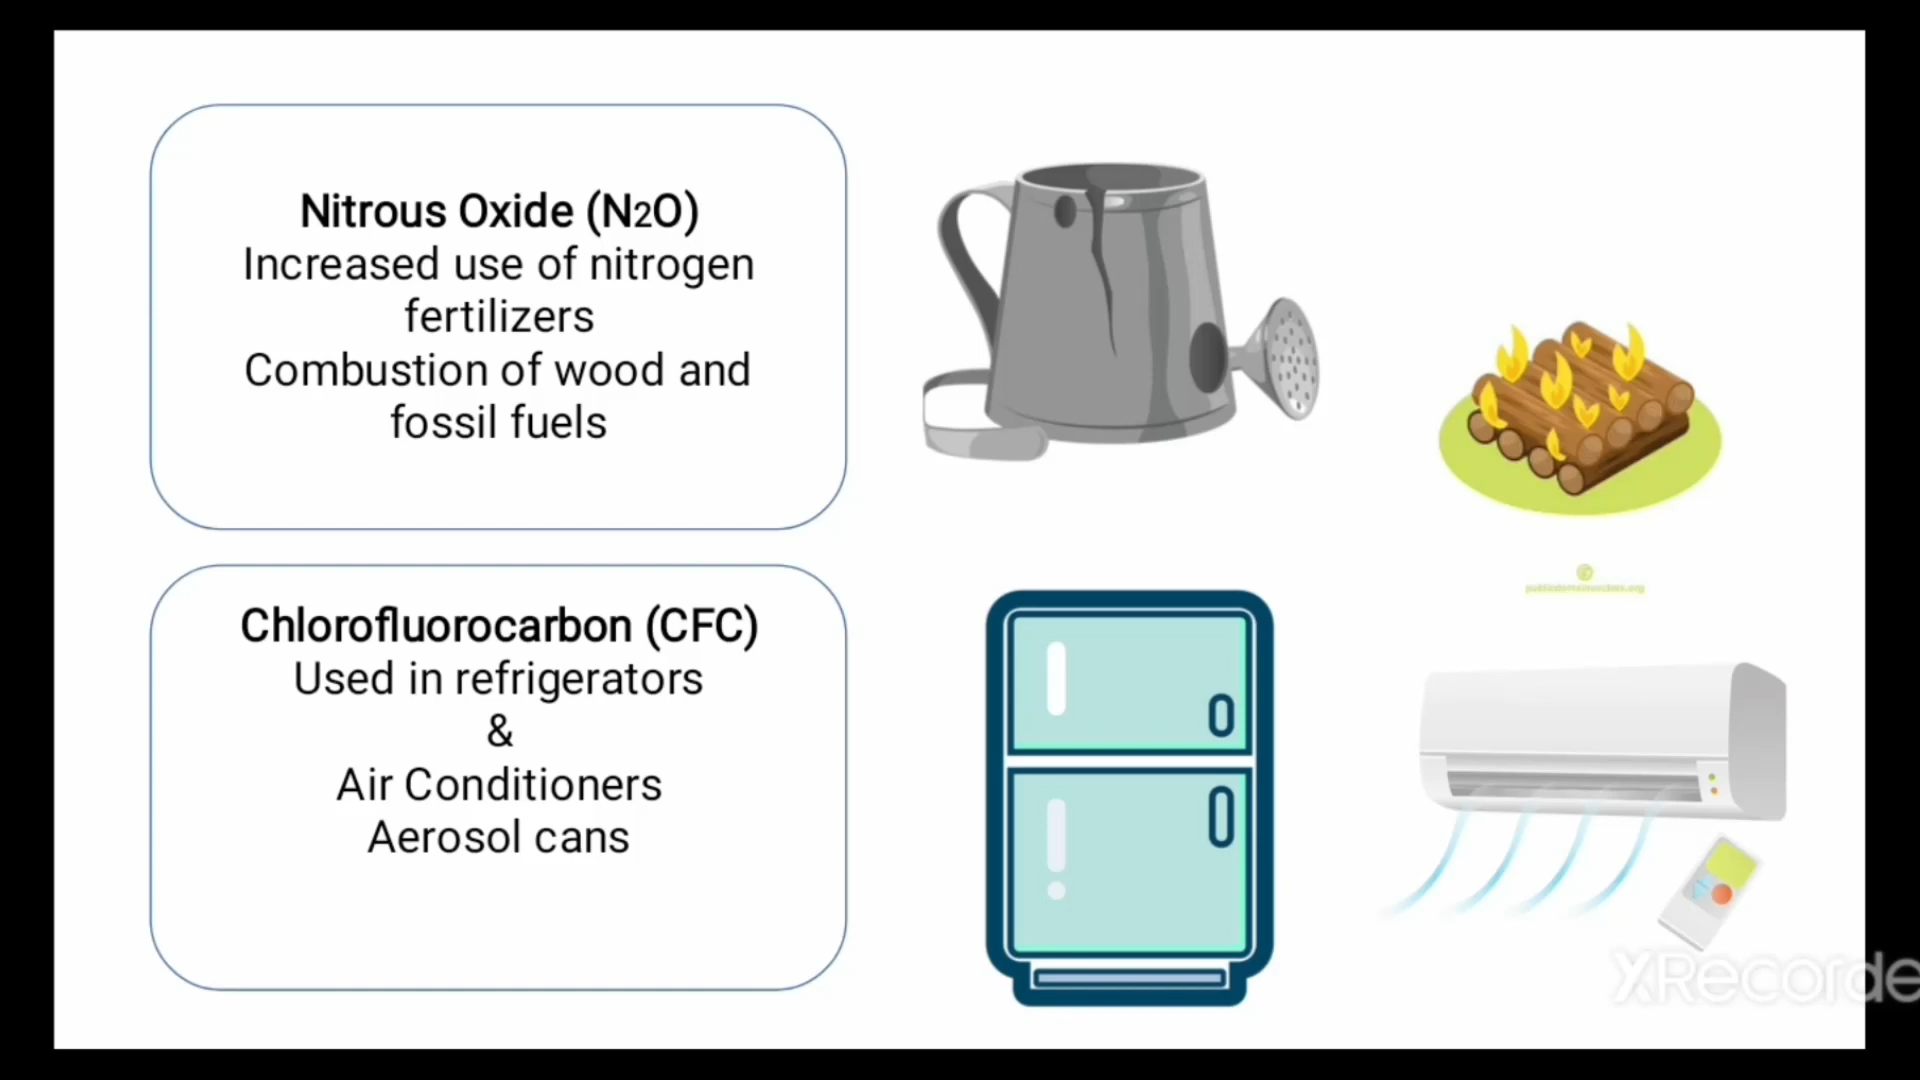 Nitrous Oxide (N2O)
Increased use of nitrogen
fertilizers
Combustion of wood and
fossil fuels
Chlorofluorocarbon (CFC)
Used in refrigerators
&
Air Conditioners
Aerosol cans
XRecorde